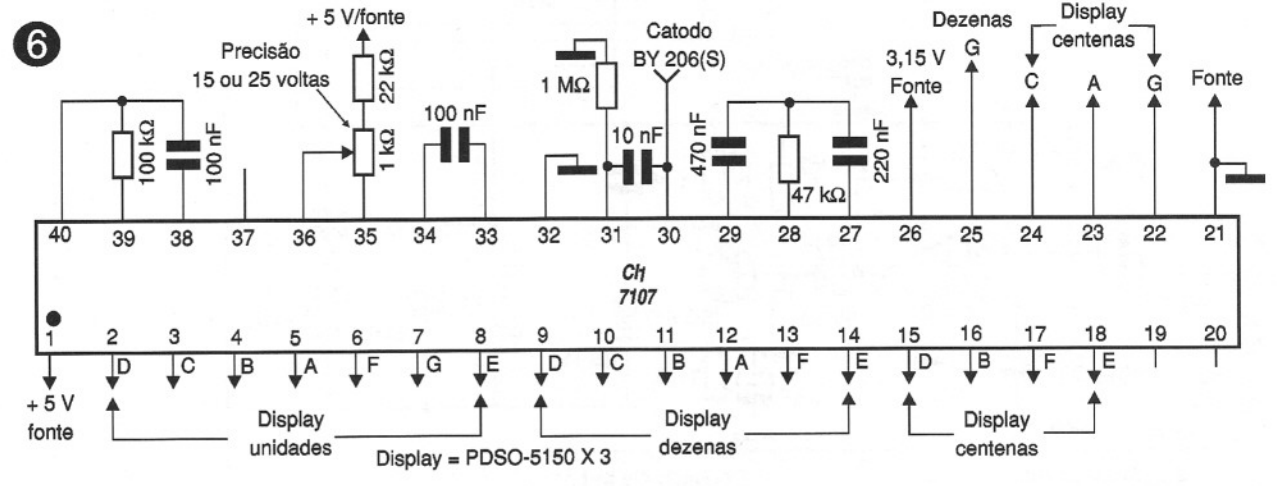 6
+ 5 V/fonte
Precisão
15 ou 25 voltas
22 kΩ
1 kΩ
100 kΩ
100 nF
100 nF
1 MΩ
Catodo
BY 206(S)
10 nF
470 nF
47 kΩ
220 nF
3,15 V
Fonte
Dezenas
G
Display
centenas
C A G
Fonte
40 39 38 37 36 35 34 33 32 31 30 29 28 27 26 25 24 23 22 21
CI1
7107
1 2 3 4 5 6 7 8 9 10 11 12 13 14 15 16 17 18 19 20
D C B A F G E D C B A F E D B F E
+ 5 V
fonte
Display
unidades
Display
dezenas
Display
centenas
Display = PDSO-5150 X 3